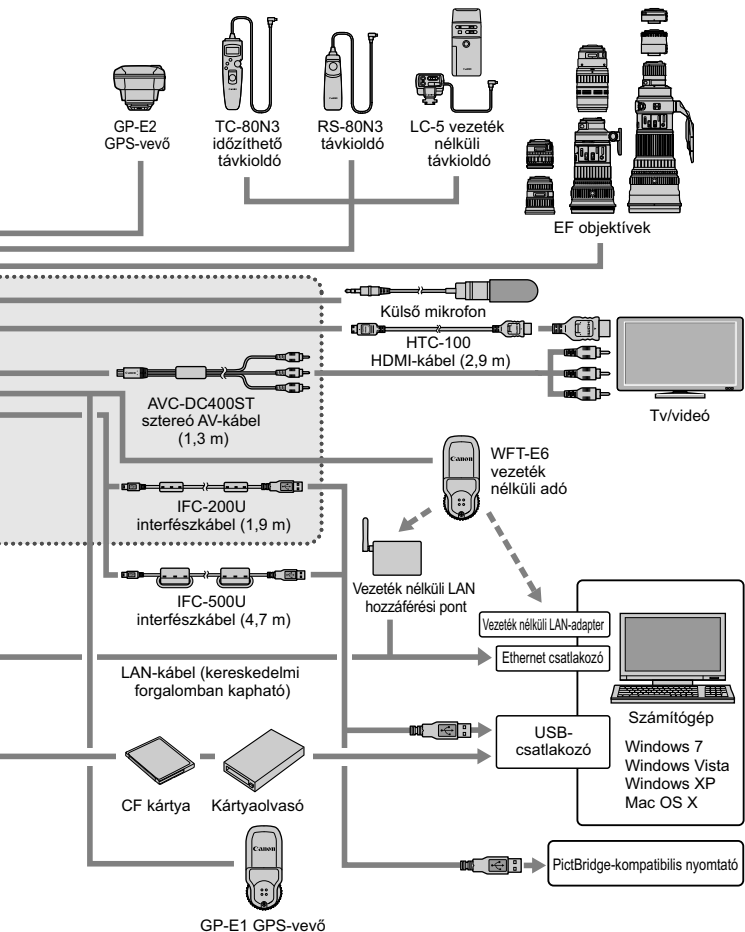 GP-E2
GPS-vevő
TC-80N3
időzíthető
távkioldó
RS-80N3
távkioldó
LC-5 vezeték
nélküli
távkioldó
EF objektívek
Külső mikrofon
HTC-100
HDMI-kábel (2,9 m)
AVC-DC400ST
sztereó AV-kábel
(1,3 m)
Tv/videó
Canon
WFT-E6
vezeték
nélküli adó
IFC-200U
interfészkábel (1,9 m)
IFC-500U
interfészkábel (4,7 m)
Vezeték nélküli LAN
hozzáférési pont
Vezeték nélküli LAN-adapter
Ethernet csatlakozó
LAN-kábel (kereskedelmi
forgalomban kapható)
USB-
csatlakozó
Számítógép
Windows 7
Windows Vista
Windows XP
Mac OS X
CF kártya
Kártyaolvasó
Canon
GP-E1 GPS-vevő
PictBridge-kompatibilis nyomtató